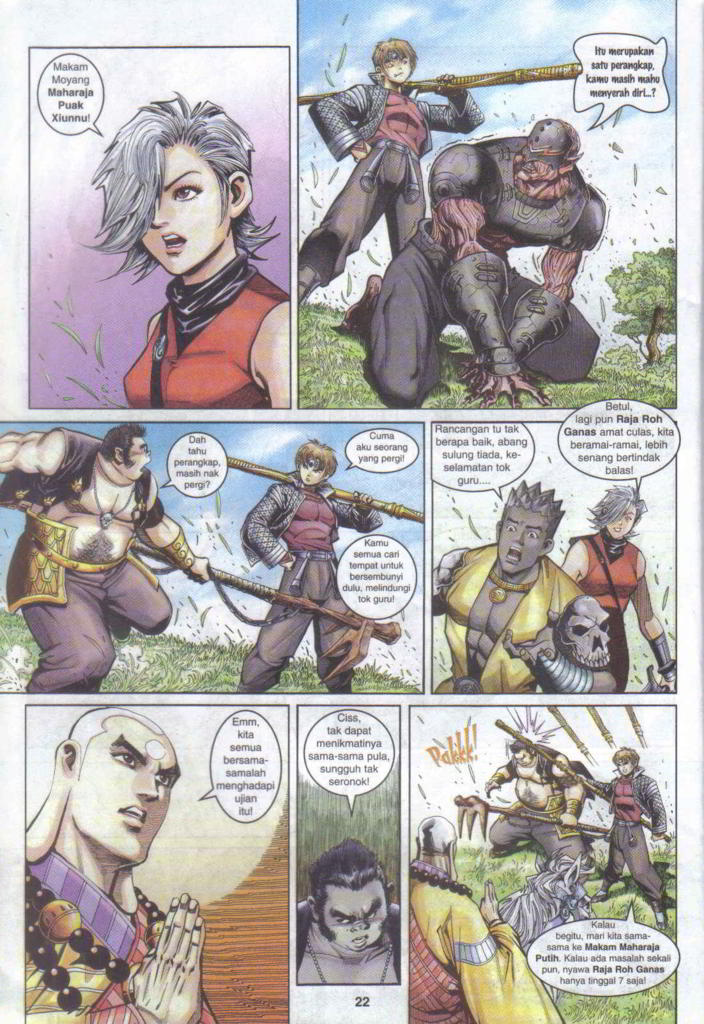 Makam
Moyang
Maharaja
Puak
Xiunnu!
Itu merupakan
satu perangkap,
kamu masih mahu
menyerah diri...?
Dah
tahu
perangkap,
masih nak
pergi?
Cuma
aku seorang
yang pergi!
Kamu
semua cari
tempat untuk
bersembunyi
dulu, melindungi
tok guru!
Rancangan tu tak
berapa baik, abang
sulung tiada, ke-
selamatan tok
guru....
Betul,
lagi pun Raja Roh
Ganas amat culas, kita
beramai-ramai, lebih
senang bertindak
balas!
Emm,
kita
semua
bersama-
samalah
menghadapi
ujian
itu!
Ciss,
tak dapat
menikmatinya
sama-sama pula,
sungguh tak
seronok!
Pakkk!
Kalau
begitu, mari kita sama-
sama ke Makam Maharaja
Putih. Kalau ada masalah sekali
pun, nyawa Raja Roh Ganas
hanya tinggal 7 saja!
22